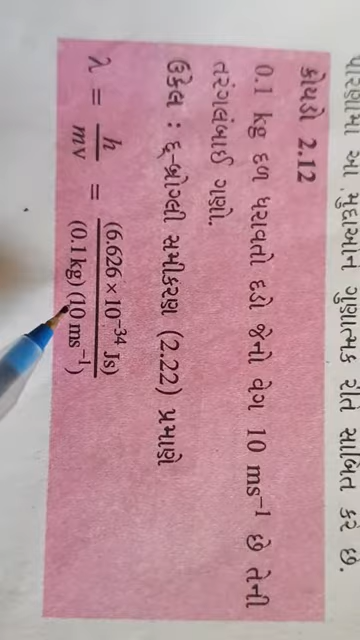 પરિણામો આ મુદ્દાઓને ગુણાત્મક રીતે સાબિત કરે છે.
કોયડો 2.12
0.1 kg દળ ધરાવતો દડો જેનો વેગ 10 ms⁻¹ છે તેની
તરંગલંબાઈ ગણો.
ઉકેલ : દ-બ્રોગ્લી સમીકરણ (2.22) પ્રમાણે
λ = h/mv = (6.626 × 10⁻³⁴ Js)/(0.1 kg) (10 ms⁻¹)